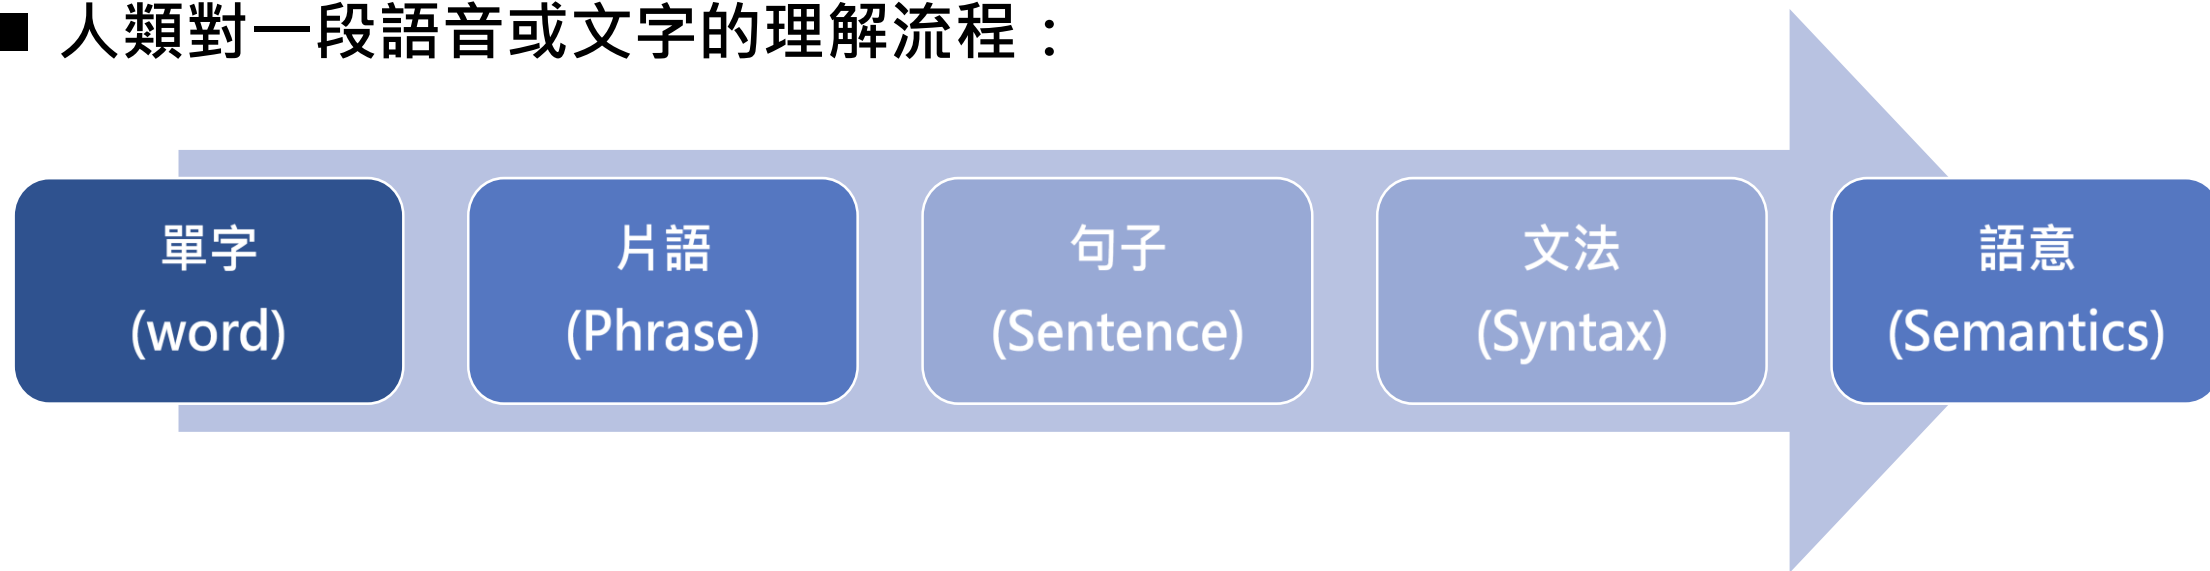 ■ 人類對一段語音或文字的理解流程：
單字
(word)
片語
(Phrase)
句子
(Sentence)
文法
(Syntax)
語意
(Semantics)